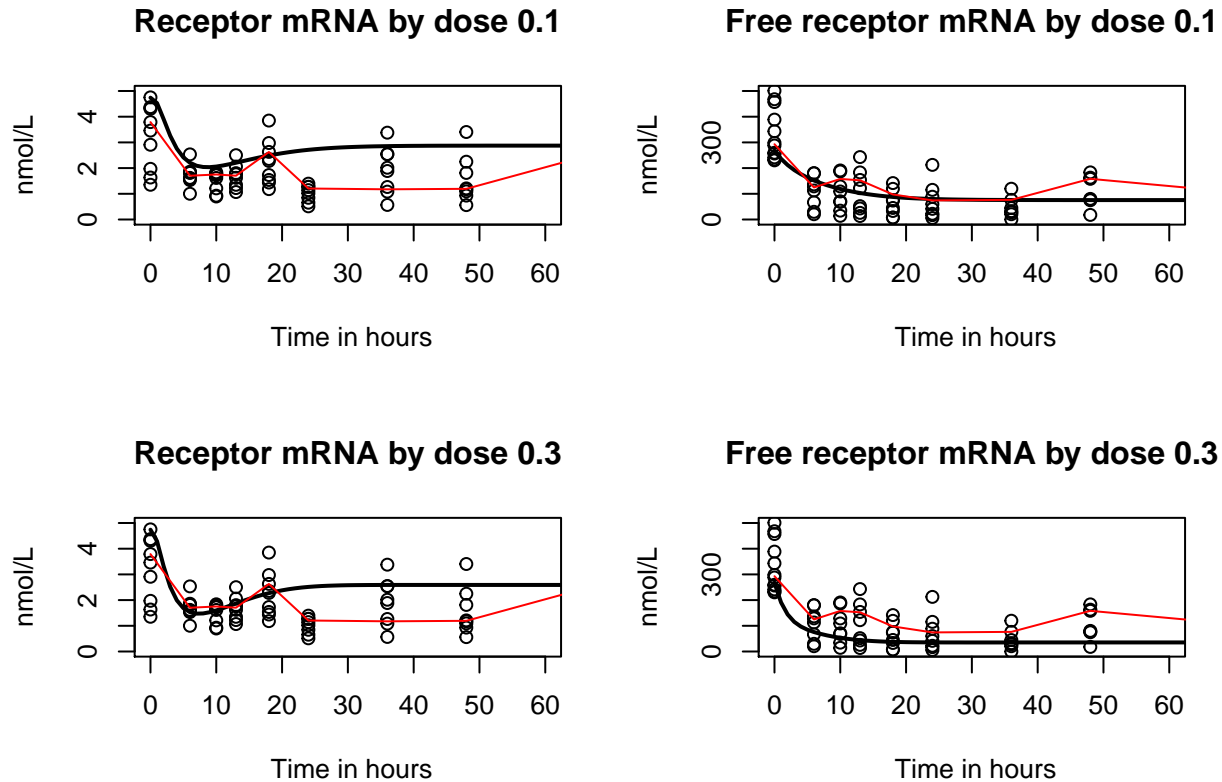 Receptor mRNA by dose 0.1
nmol/L
0 2 4
0 10 20 30 40 50 60
Time in hours
Free receptor mRNA by dose 0.1
nmol/L
0 300
0 10 20 30 40 50 60
Time in hours
Receptor mRNA by dose 0.3
nmol/L
0 2 4
0 10 20 30 40 50 60
Time in hours
Free receptor mRNA by dose 0.3
nmol/L
0 300
0 10 20 30 40 50 60
Time in hours